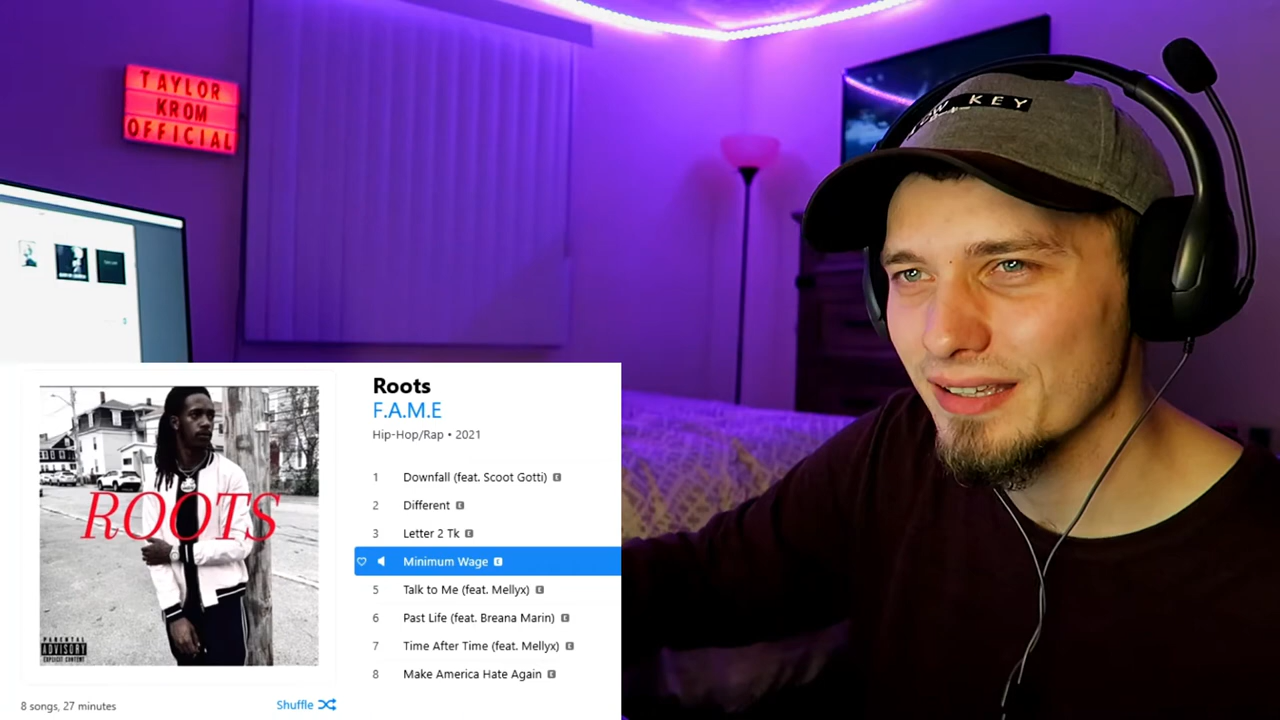 TAYLOR
KROM
OFFICIAL
KEY
ROOTS
PARENTAL
ADVISORY
EXPLICIT CONTENT
Roots
F.A.M.E
Hip-Hop/Rap • 2021
1 Downfall (feat. Scoot Gotti) E
2 Different E
3 Letter 2 Tk E
Minimum Wage E
5 Talk to Me (feat. Mellyx) E
6 Past Life (feat. Breana Marin) E
7 Time After Time (feat. Mellyx) E
8 Make America Hate Again E
8 songs, 27 minutes
Shuffle